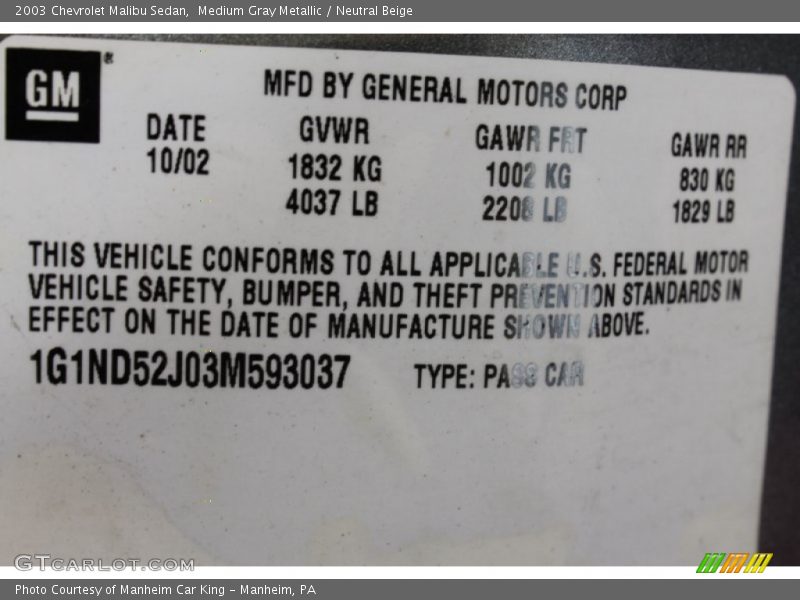 2003 Chevrolet Malibu Sedan,  Medium Gray Metallic / Neutral Beige
GM®
MFD BY GENERAL MOTORS CORP
DATE GVWR GAWR FRT GAWR RR
10/02 1832 KG 1002 KG 830 KG
4037 LB 2208 LB 1829 LB
THIS VEHICLE CONFORMS TO ALL APPLICABLE U.S. FEDERAL MOTOR
VEHICLE SAFETY, BUMPER, AND THEFT PREVENTION STANDARDS IN
EFFECT ON THE DATE OF MANUFACTURE SHOWN ABOVE.
1G1ND52J03M593037 TYPE: PASS CAR
GTCARLOT.COM
Photo Courtesy of Manheim Car King - Manheim, PA